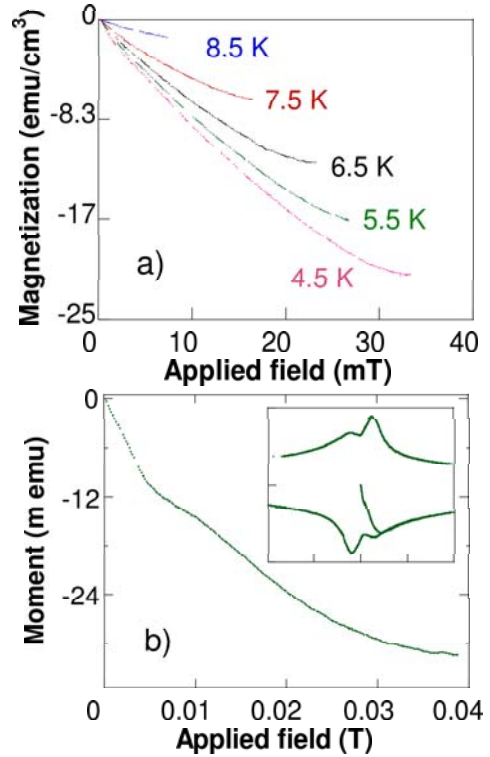 0
-8.3
-17
-25
Magnetization (emu/cm³)
8.5 K
7.5 K
6.5 K
5.5 K
4.5 K
a)
0 10 20 30 40
Applied field (mT)
0
-12
-24
Moment (m emu)
b)
0 0.01 0.02 0.03 0.04
Applied field (T)